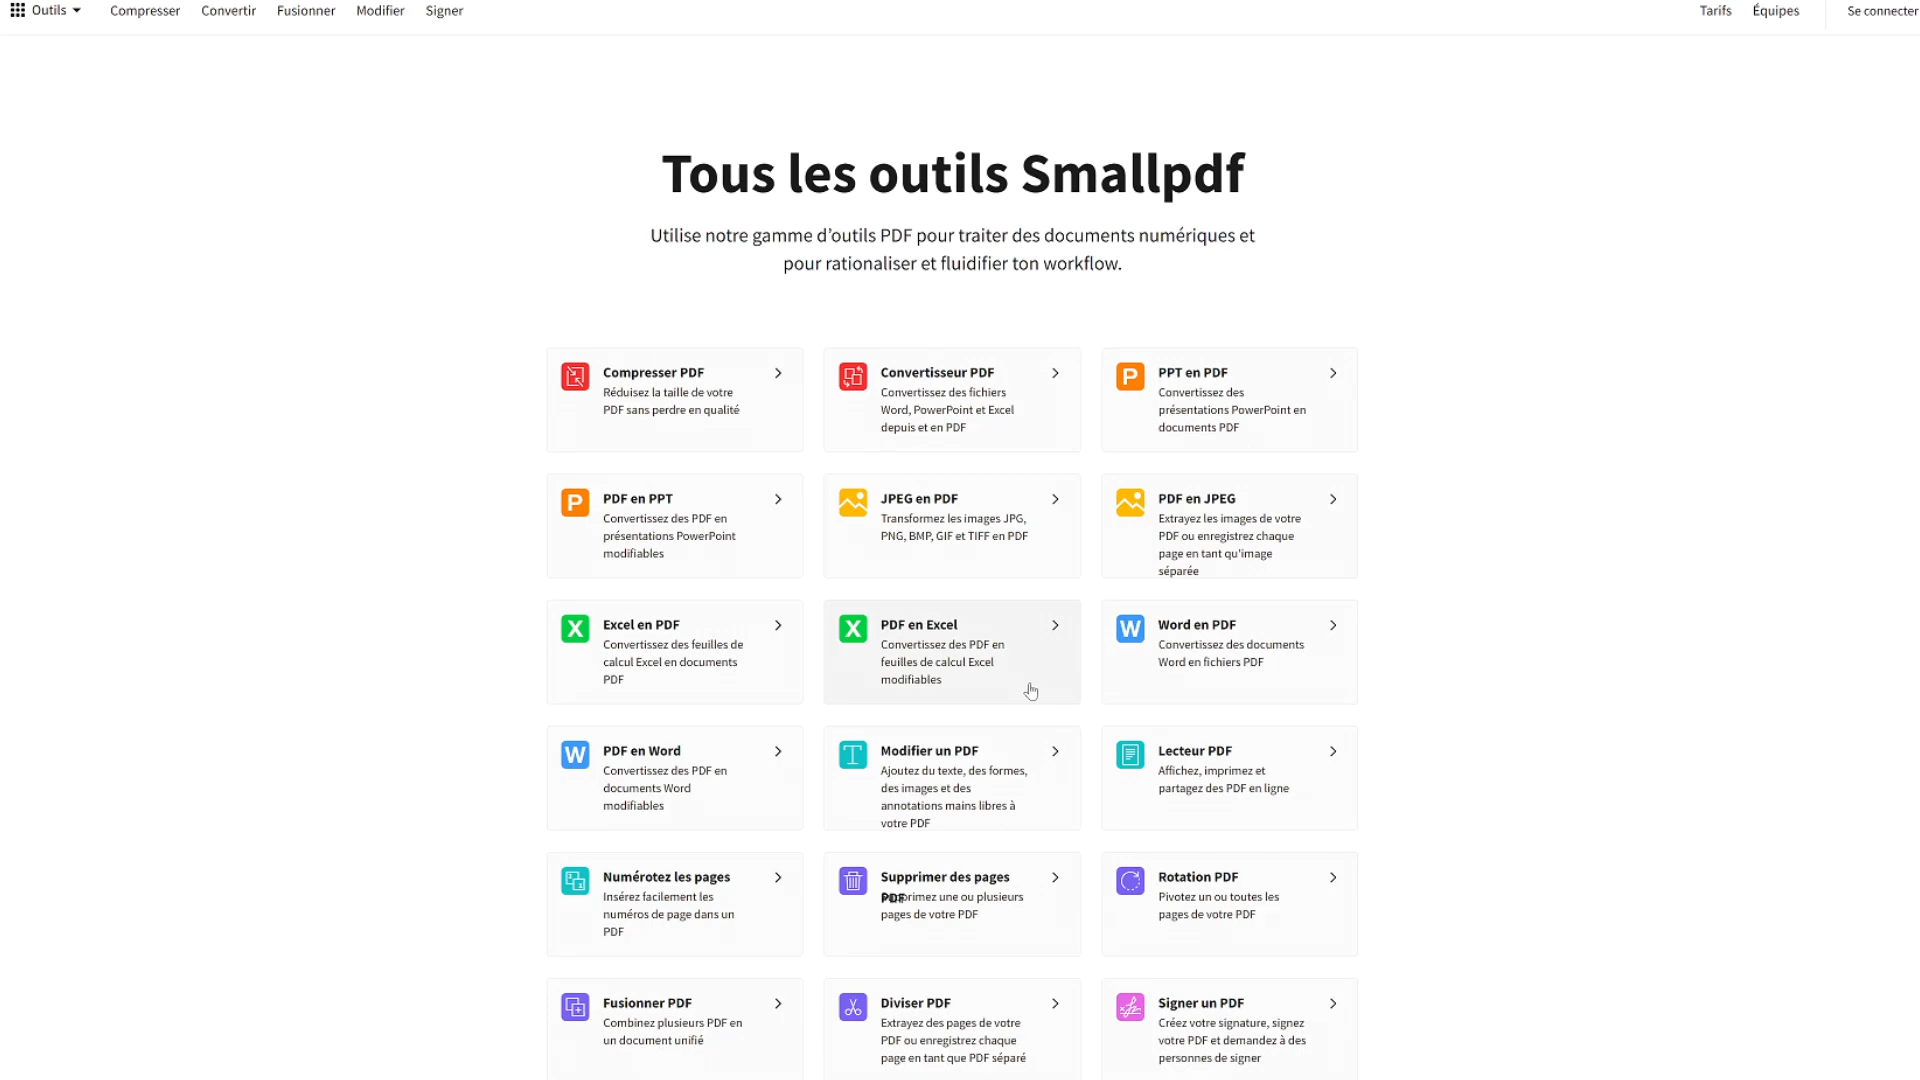 Outils
Compresser
Convertir
Fusionner
Modifier
Signer
Tarifs
Équipes
Se connecter
Tous les outils Smallpdf
Utilise notre gamme d’outils PDF pour traiter des documents numériques et
pour rationaliser et fluidifier ton workflow.
Compresser PDF
Réduisez la taille de votre
PDF sans perdre en qualité
Convertisseur PDF
Convertissez des fichiers
Word, PowerPoint et Excel
depuis et en PDF
P
PPT en PDF
Convertissez des
présentations PowerPoint en
documents PDF
P
PDF en PPT
Convertissez des PDF en
présentations PowerPoint
modifiables
JPEG en PDF
Transformez les images JPG,
PNG, BMP, GIF et TIFF en PDF
PDF en JPEG
Extrayez les images de votre
PDF ou enregistrez chaque
page en tant qu'image
séparée
X
Excel en PDF
Convertissez des feuilles de
calcul Excel en documents
PDF
X
PDF en Excel
Convertissez des PDF en
feuilles de calcul Excel
modifiables
W
Word en PDF
Convertissez des documents
Word en fichiers PDF
W
PDF en Word
Convertissez des PDF en
documents Word
modifiables
T
Modifier un PDF
Ajoutez du texte, des formes,
des images et des
annotations mains libres à
votre PDF
Lecteur PDF
Affichez, imprimez et
partagez des PDF en ligne
Numérotez les pages
Insérez facilement les
numéros de page dans un
PDF
Supprimer des pages
PDF
Supprimez une ou plusieurs
pages de votre PDF
Rotation PDF
Pivotez un ou toutes les
pages de votre PDF
Fusionner PDF
Combinez plusieurs PDF en
un document unifié
Diviser PDF
Extrayez des pages de votre
PDF ou enregistrez chaque
page en tant que PDF séparé
Signer un PDF
Créez votre signature, signez
votre PDF et demandez à des
personnes de signer